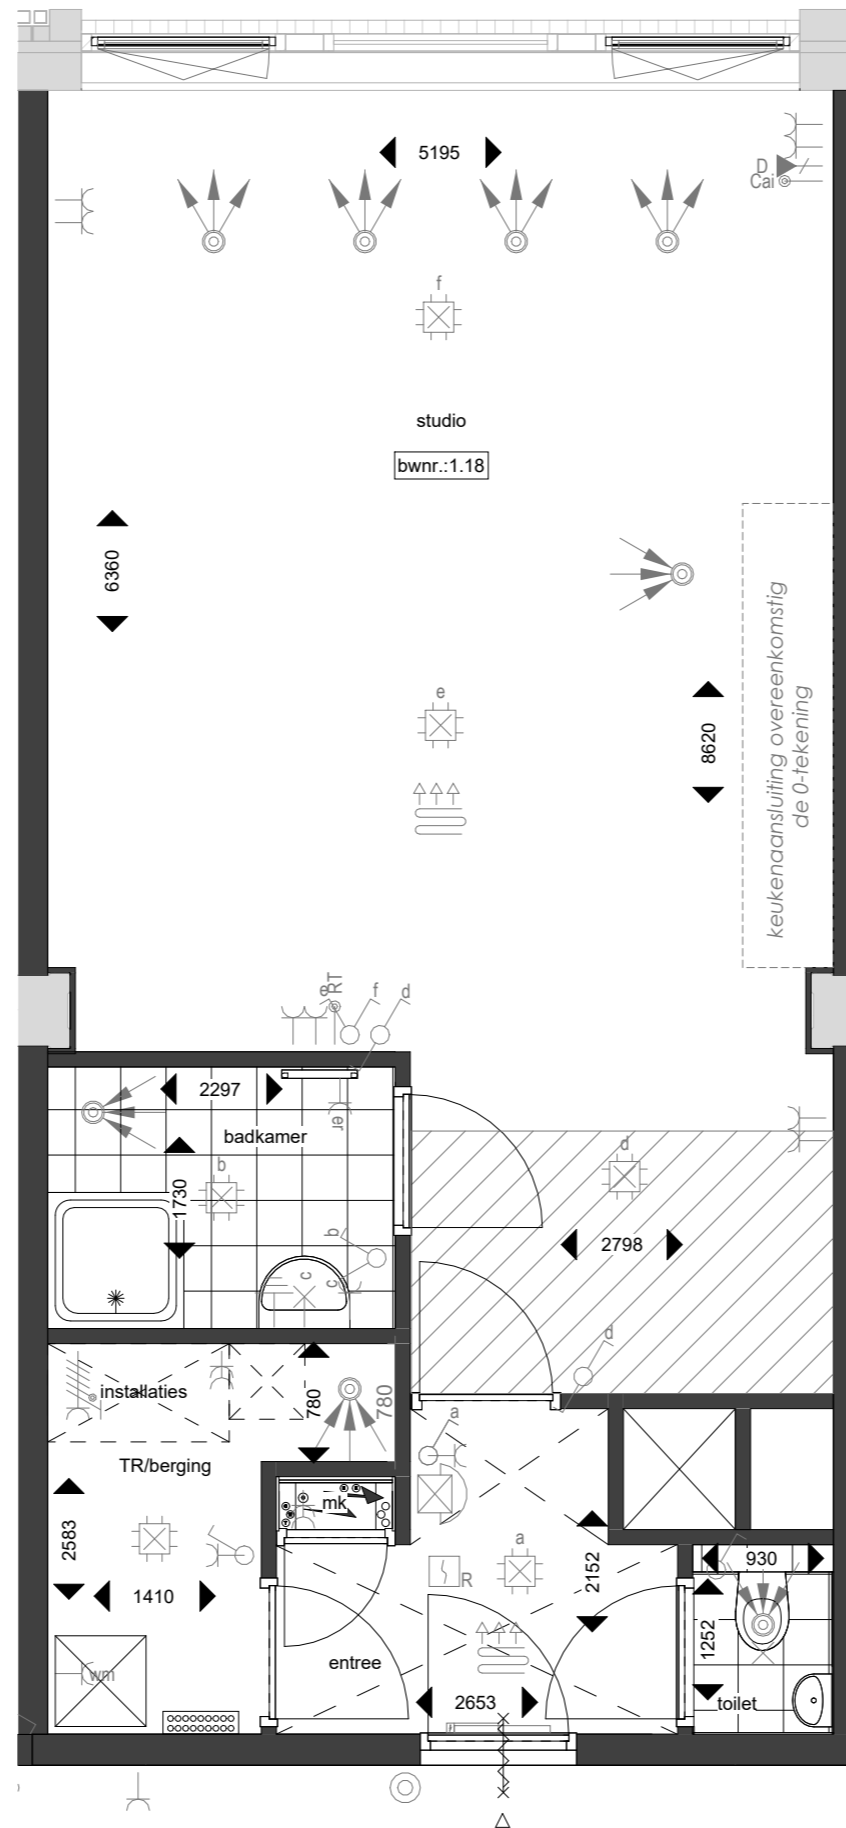 5195
D
Cai
f
studio
bwnr.:1.18
6360
keukenaansluiting overeenkomstig
de 0-tekening
e
8620
e
RT
f
d
2297
badkamer
er
b
1730
d
2798
b
c
c
installaties
780
780
d
a
TR/berging
mk
2583
1410
a
R
2152
930
1252
wm
entree
2653
toilet